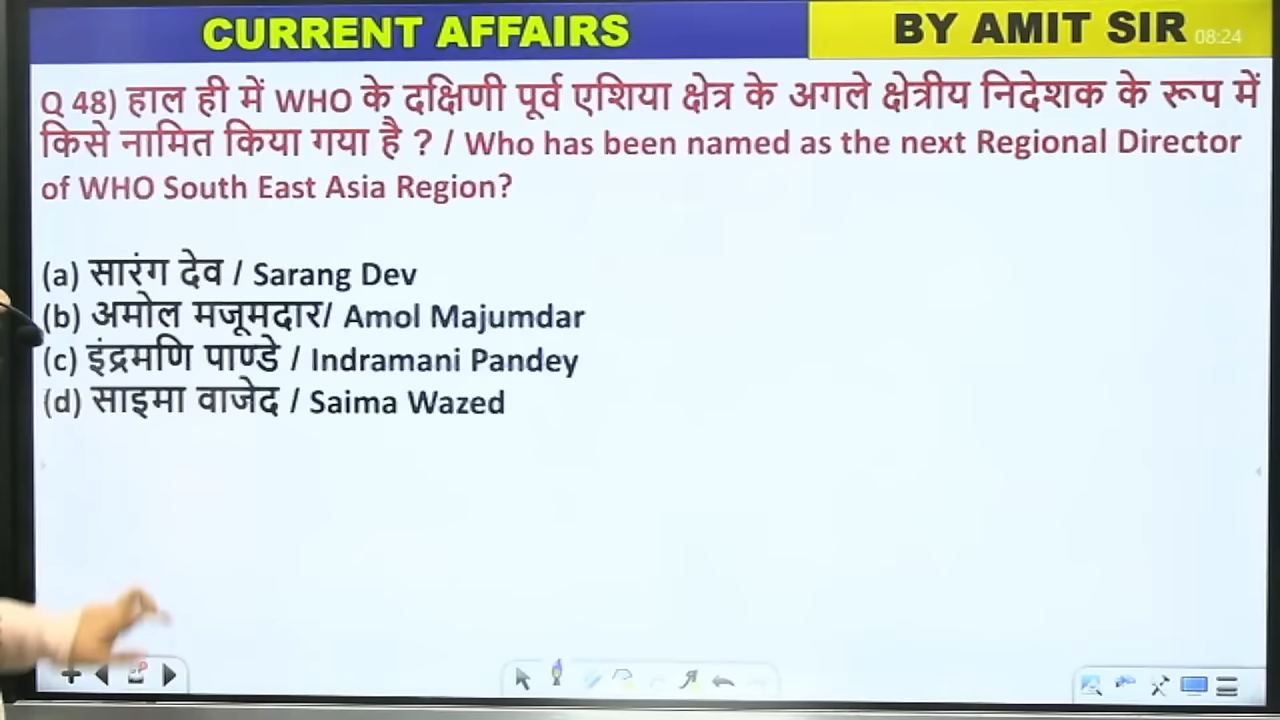 CURRENT AFFAIRS
BY AMIT SIR 08:24
Q 48) हाल ही में WHO के दक्षिणी पूर्व एशिया क्षेत्र के अगले क्षेत्रीय निदेशक के रूप में
किसे नामित किया गया है ? / Who has been named as the next Regional Director
of WHO South East Asia Region?
(a) सारंग देव / Sarang Dev
(b) अमोल मजूमदार/ Amol Majumdar
(c) इंद्रमणि पाण्डे / Indramani Pandey
(d) साइमा वाजेद / Saima Wazed